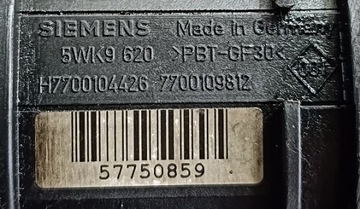 SIEMENS Made in Germany
5WK9 620 >PBT-GF30<
H7700104426 7700109812
57750859